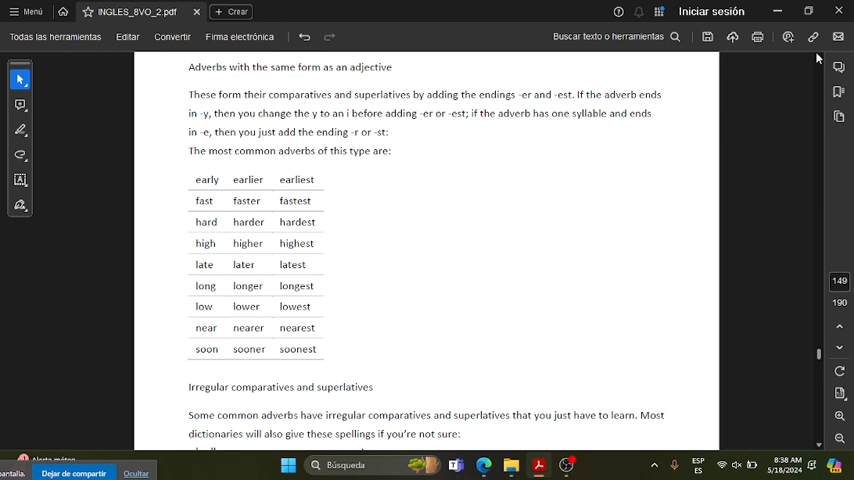 Menú
INGLES_8VO_2.pdf
Crear
Iniciar sesión
Todas las herramientas Editar Convertir Firma electrónica
Buscar texto o herramientas
Adverbs with the same form as an adjective
These form their comparatives and superlatives by adding the endings -er and -est. If the adverb ends
in -y, then you change the y to an i before adding -er or -est; if the adverb has one syllable and ends
in -e, then you just add the ending -r or -st:
The most common adverbs of this type are:
early earlier earliest
fast faster fastest
hard harder hardest
high higher highest
late later latest
long longer longest
low lower lowest
near nearer nearest
soon sooner soonest
149
190
Irregular comparatives and superlatives
Some common adverbs have irregular comparatives and superlatives that you just have to learn. Most
dictionaries will also give these spellings if you're not sure:
pantalla. Dejar de compartir Ocultar
Búsqueda
ESP
ES
8:38 AM
5/18/2024